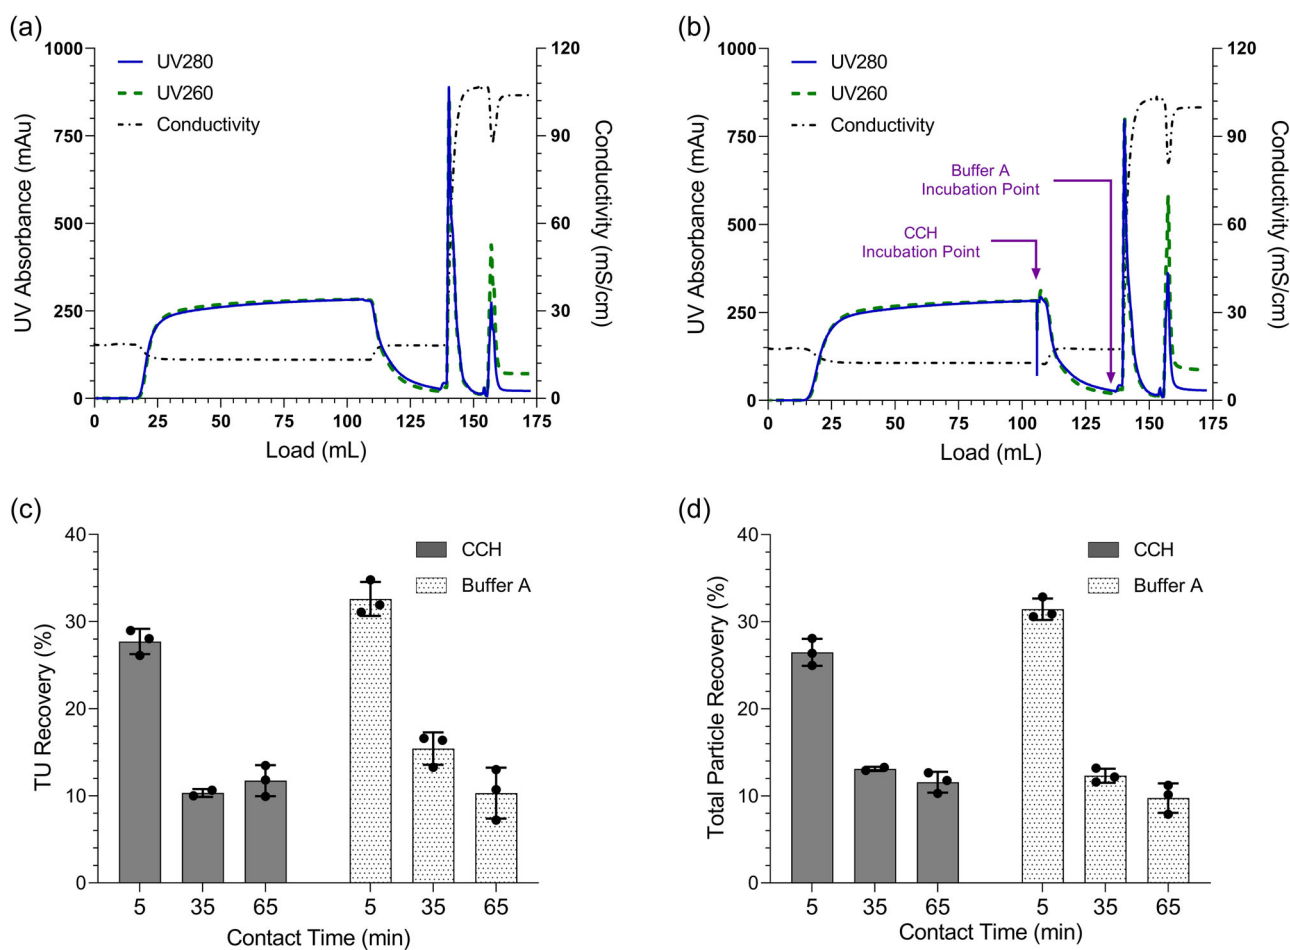 (a)
UV280
UV260
Conductivity
UV Absorbance (mAu)
1000
750
500
250
0
Conductivity (mS/cm)
120
90
60
30
0
0 25 50 75 100 125 150 175
Load (mL)
(b)
UV280
UV260
Conductivity
Buffer A
Incubation Point
CCH
Incubation Point
UV Absorbance (mAu)
1000
750
500
250
0
Conductivity (mS/cm)
120
90
60
30
0
0 25 50 75 100 125 150 175
Load (mL)
(c)
CCH
Buffer A
TU Recovery (%)
40
30
20
10
0
5 35 65 5 35 65
Contact Time (min)
(d)
CCH
Buffer A
Total Particle Recovery (%)
40
30
20
10
0
5 35 65 5 35 65
Contact Time (min)